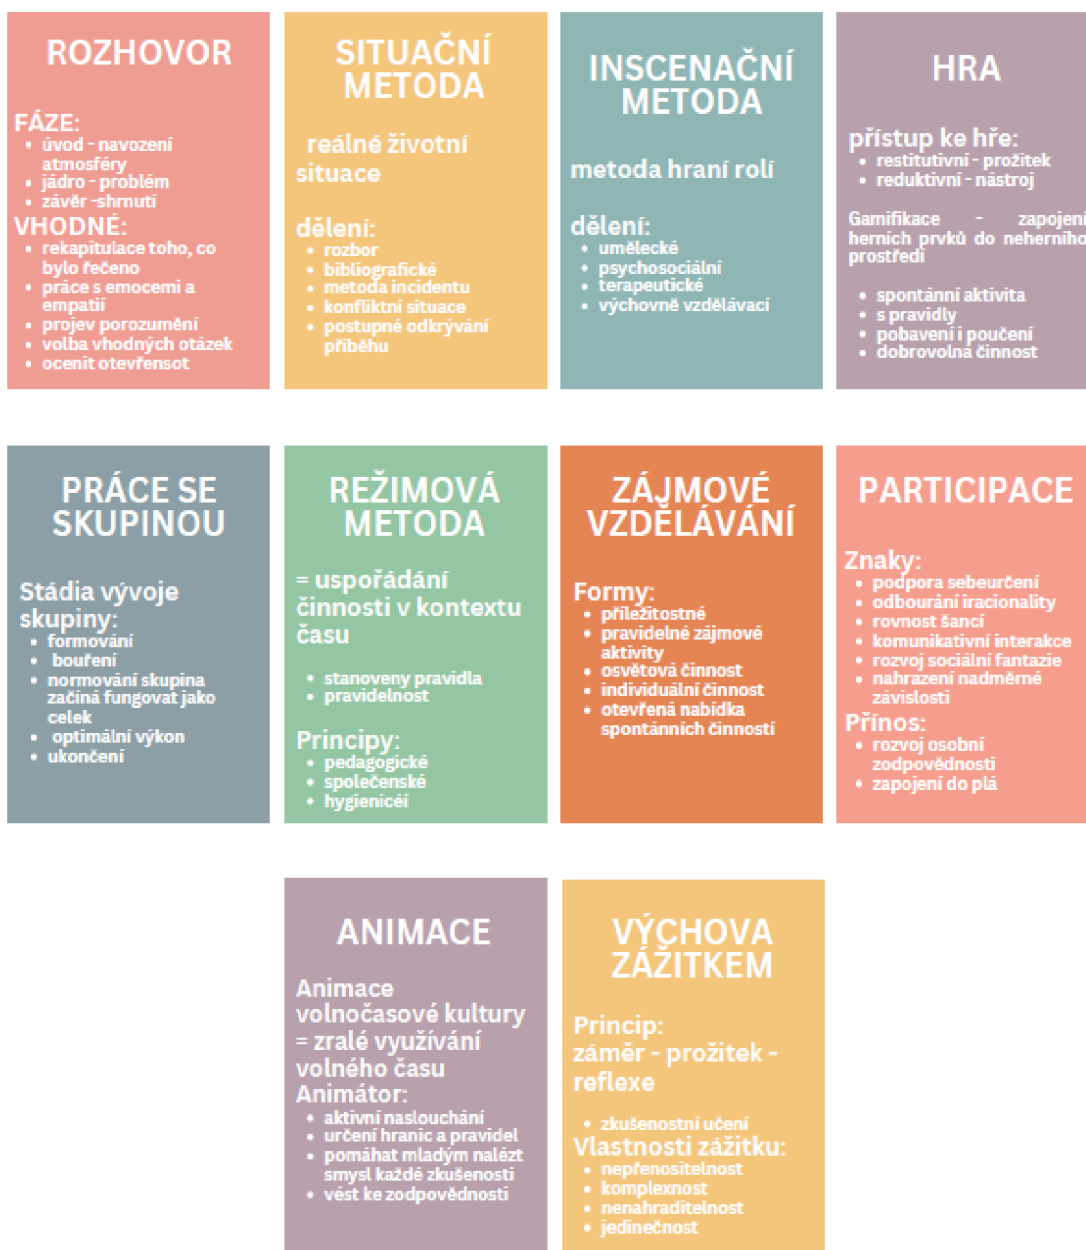 ROZHOVOR
FÁZE:
• úvod - navození
atmosféry
• jádro - problém
• závěr -shrnutí
VHODNÉ:
• rekapitulace toho, co
bylo řečeno
• práce s emocemi a
empatií
• projev porozumění
• volba vhodných otázek
• ocenit otevřensot
SITUAČNÍ
METODA
reálné životní
situace
dělení:
• rozbor
• bibliografické
• metoda incidentu
• konfliktní situace
• postupné odkrývání
příběhu
INSCENAČNÍ
METODA
metoda hraní rolí
dělení:
• umělecké
• psychosociální
• terapeutické
• výchovně vzdělávací
HRA
přístup ke hře:
• restitutivní - prožitek
• reduktivní - nástroj
Gamifikace - zapojení
herních prvků do neherního
prostředí
• spontánní aktivita
• s pravidly
• pobavení i poučení
• dobrovolná činnost
PRÁCE SE
SKUPINOU
Stádia vývoje
skupiny:
• formování
• bouření
• normování skupina
začíná fungovat jako
celek
• optimální výkon
• ukončení
REŽIMOVÁ
METODA
= uspořádání
činnosti v kontextu
času
• stanoveny pravidla
• pravidelnost
Principy:
• pedagogické
• společenské
• hygienicéí
ZÁJMOVÉ
VZDĚLÁVÁNÍ
Formy:
• příležitostné
• pravidelné zájmové
aktivity
• osvětová činnost
• individuální činnost
• otevřená nabídka
spontánních činností
PARTICIPACE
Znaky:
• podpora sebeurčení
• odbourání iracionality
• rovnost šancí
• komunikativní interakce
• rozvoj sociální fantazie
• nahrazení nadměrné
závislosti
Přínos:
• rozvoj osobní
zodpovědnosti
• zapojení do plá
ANIMACE
Animace
volnočasové kultury
= zralé využívání
volného času
Animátor:
• aktivní naslouchání
• určení hranic a pravidel
• pomáhat mladým nalézt
smysl každé zkušenosti
• vést ke zodpovědnosti
VÝCHOVA
ZÁŽITKEM
Princip:
záměr - prožitek -
reflexe
• zkušenostní učení
Vlastnosti zážitku:
• nepřenositelnost
• komplexnost
• nenahraditelnost
• jedinečnost